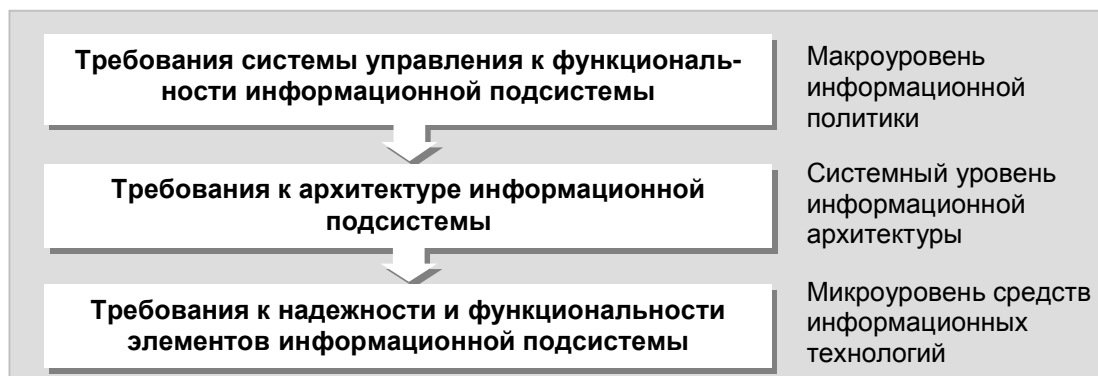 Требования системы управления к функциональ-
ности информационной подсистемы
Макроуровень
информационной
политики
Требования к архитектуре информационной
подсистемы
Системный уровень
информационной
архитектуры
Требования к надежности и функциональности
элементов информационной подсистемы
Микроуровень средств
информационных
технологий